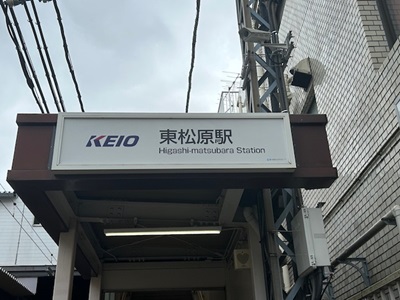 KEIO
東松原駅
Higashi-matsubara Station